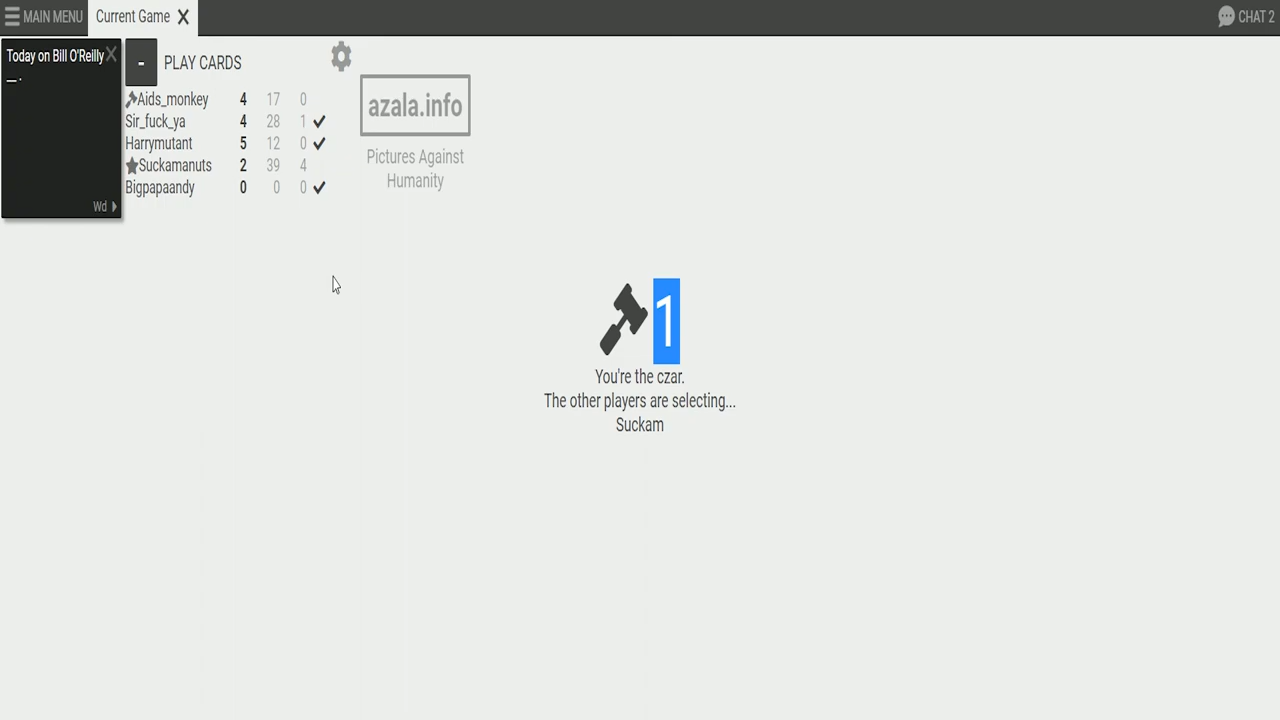 MAIN MENU
Current Game
CHAT 2
Today on Bill O'Reilly
__ .
Wd
-
PLAY CARDS
Aids_monkey 4 17 0
Sir_fuck_ya 4 28 1
Harrymutant 5 12 0
Suckamanuts 2 39 4
Bigpapaandy 0 0 0
azala.info
Pictures Against
Humanity
1
You're the czar.
The other players are selecting...
Suckam